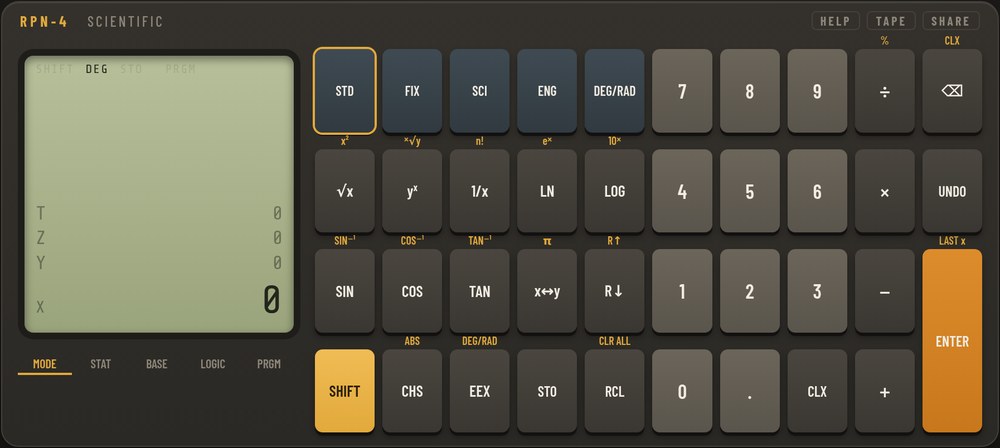 RPN-4 SCIENTIFIC HELP TAPE SHARE
% CLX
SHIFT DEG STO PRGM
STD FIX SCI ENG DEG/RAD 7 8 9 ÷ ⌫
x² ˣ√y n! eˣ 10ˣ
√x yˣ 1/x LN LOG 4 5 6 × UNDO
T 0
Z 0
Y 0
X 0
SIN⁻¹ COS⁻¹ TAN⁻¹ π R↑ LAST x
SIN COS TAN x↔y R↓ 1 2 3 − ENTER
ABS DEG/RAD CLR ALL
MODE STAT BASE LOGIC PRGM
SHIFT CHS EEX STO RCL 0 . CLX +